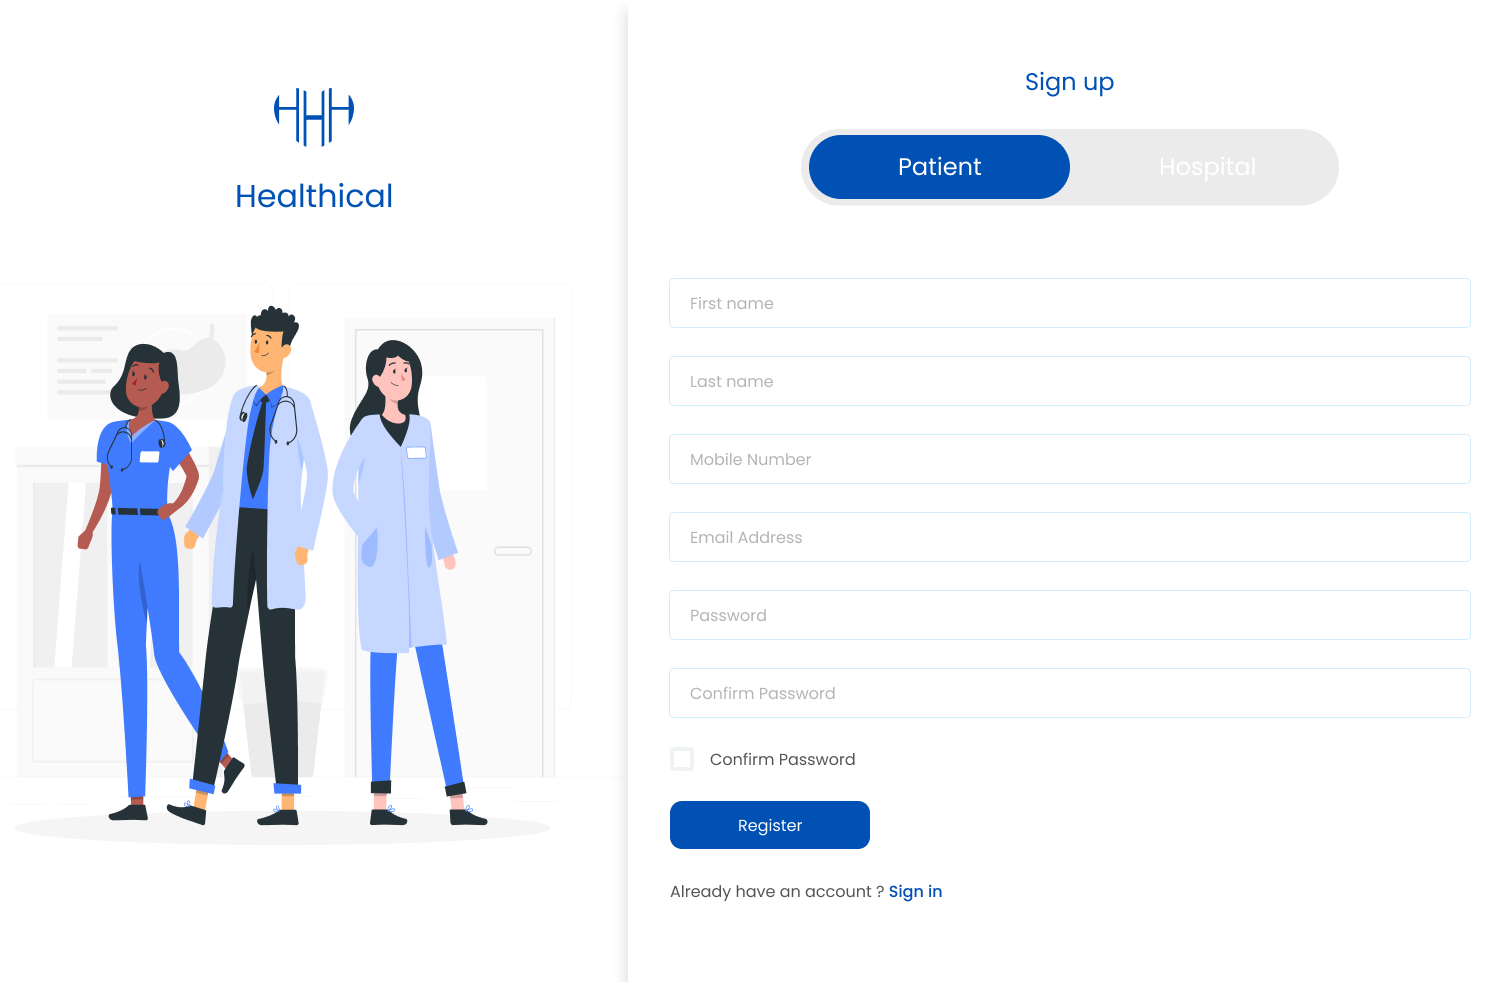 Healthical
Sign up
Patient
Hospital
First name
Last name
Mobile Number
Email Address
Password
Confirm Password
Confirm Password
Register
Already have an account ? Sign in